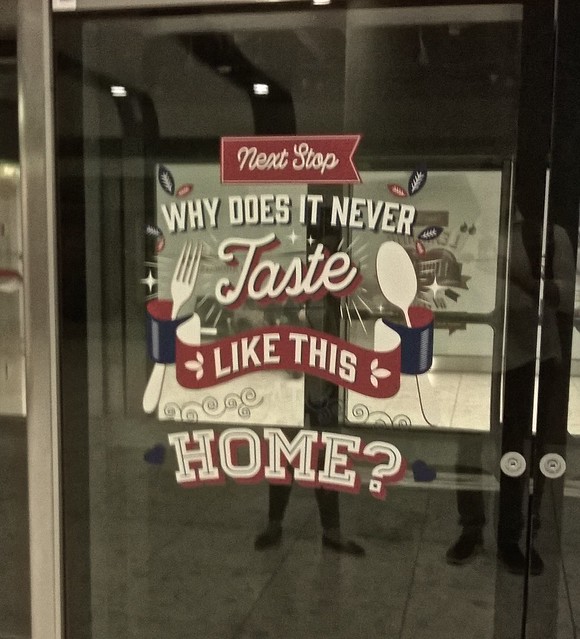 Next Stop
WHY DOES IT NEVER
Taste
LIKE THIS
HOME?